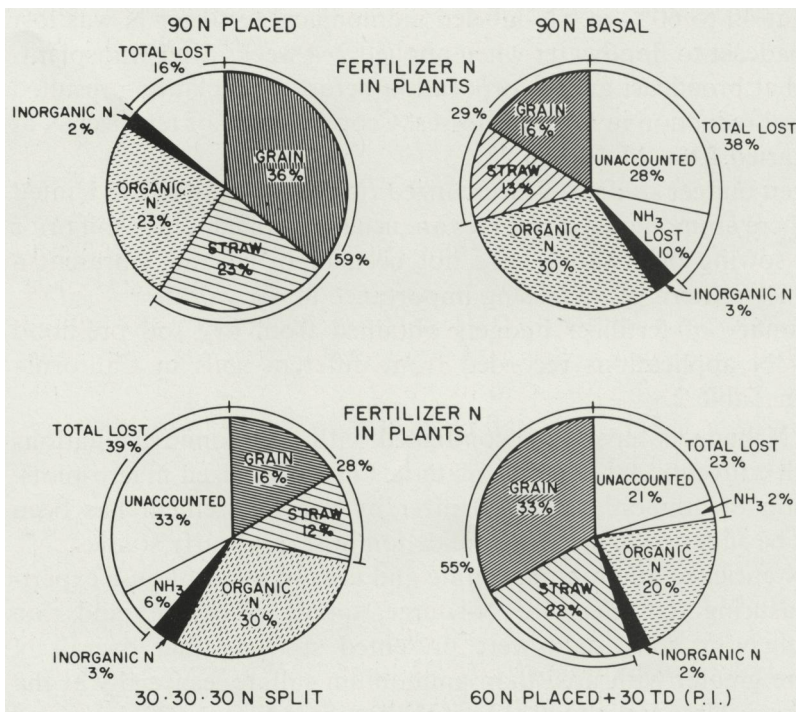 90 N PLACED
TOTAL LOST
16%
INORGANIC N
2%
GRAIN
36%
ORGANIC
N
23%
STRAW
23%
59%
FERTILIZER N
IN PLANTS
90 N BASAL
29%
GRAIN
16%
TOTAL LOST
38%
UNACCOUNTED
28%
STRAW
13%
NH3
LOST
10%
ORGANIC
N
30%
INORGANIC N
3%
FERTILIZER N
IN PLANTS
TOTAL LOST
39%
GRAIN
16%
28%
UNACCOUNTED
33%
STRAW
12%
NH3
6%
ORGANIC
N
30%
INORGANIC N
3%
30·30·30 N SPLIT
TOTAL LOST
23%
UNACCOUNTED
21%
GRAIN
33%
NH3 2%
ORGANIC
N
20%
55%
STRAW
22%
INORGANIC N
2%
60 N PLACED + 30 TD (P.I.)